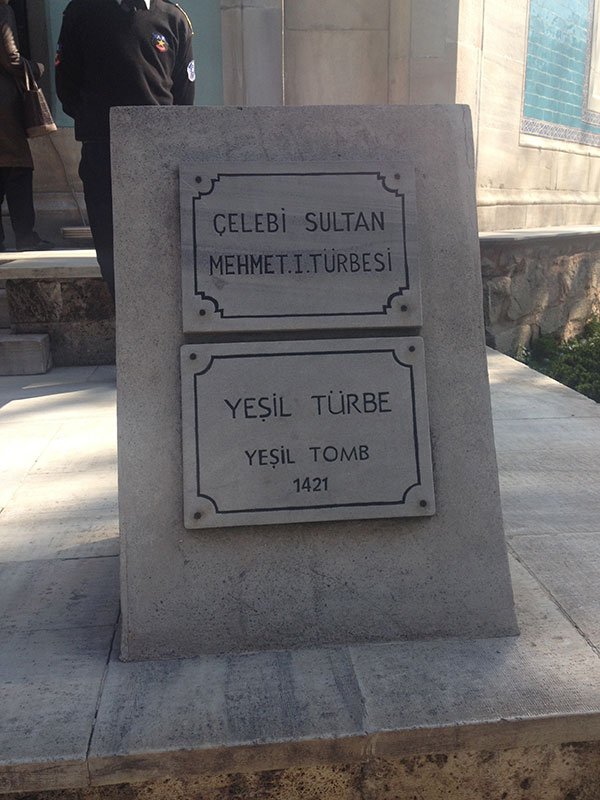 ÇELEBİ SULTAN
MEHMET.I.TÜRBESİ
YEŞİL TÜRBE
YEŞİL TOMB
1421